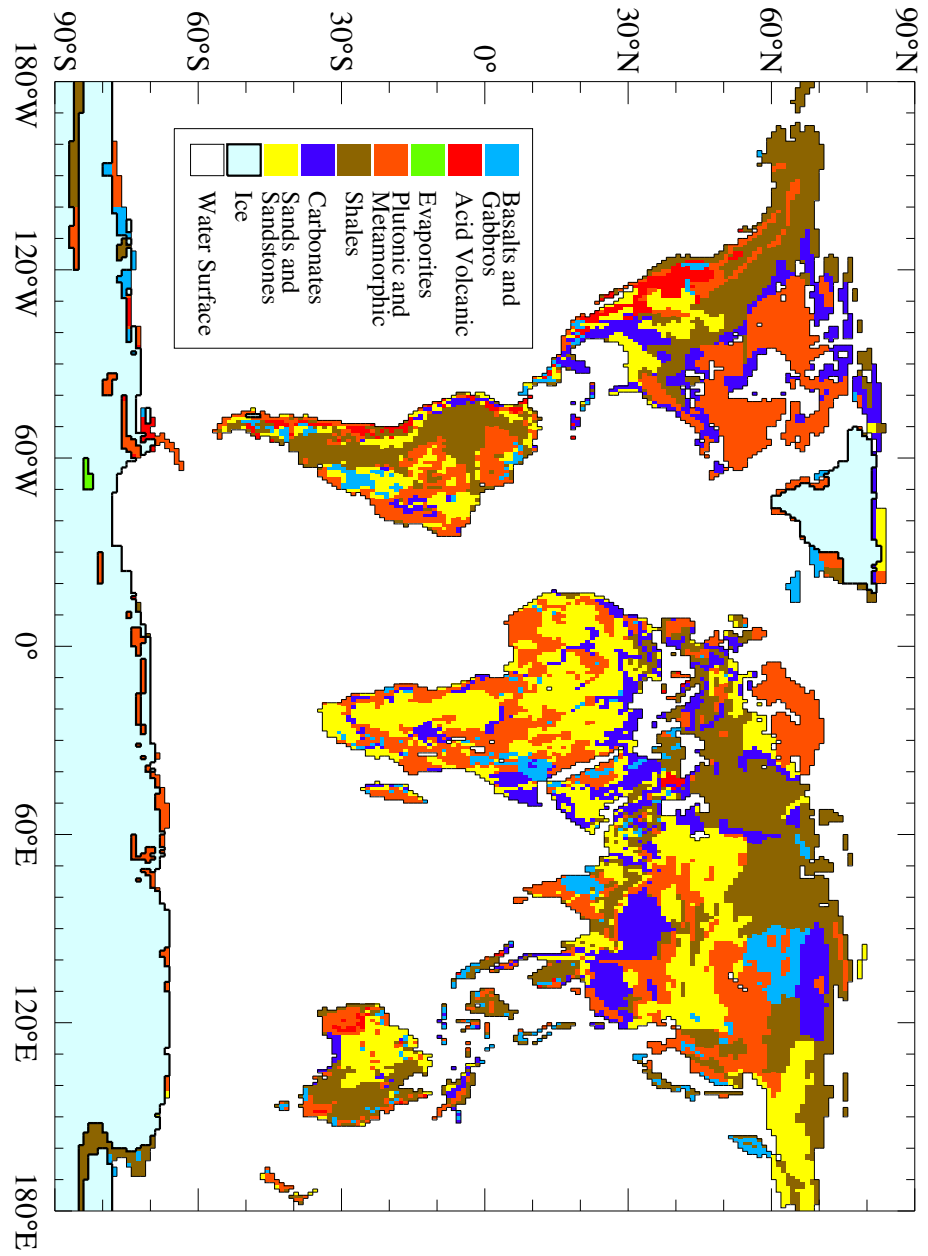 90°N
60°N
30°N
0°
30°S
60°S
90°S
180°W
120°W
60°W
0°
60°E
120°E
180°E
Basalts and
Gabbros
Acid Volcanic
Evaporites
Plutonic and
Metamorphic
Shales
Carbonates
Sands and
Sandstones
Ice
Water Surface